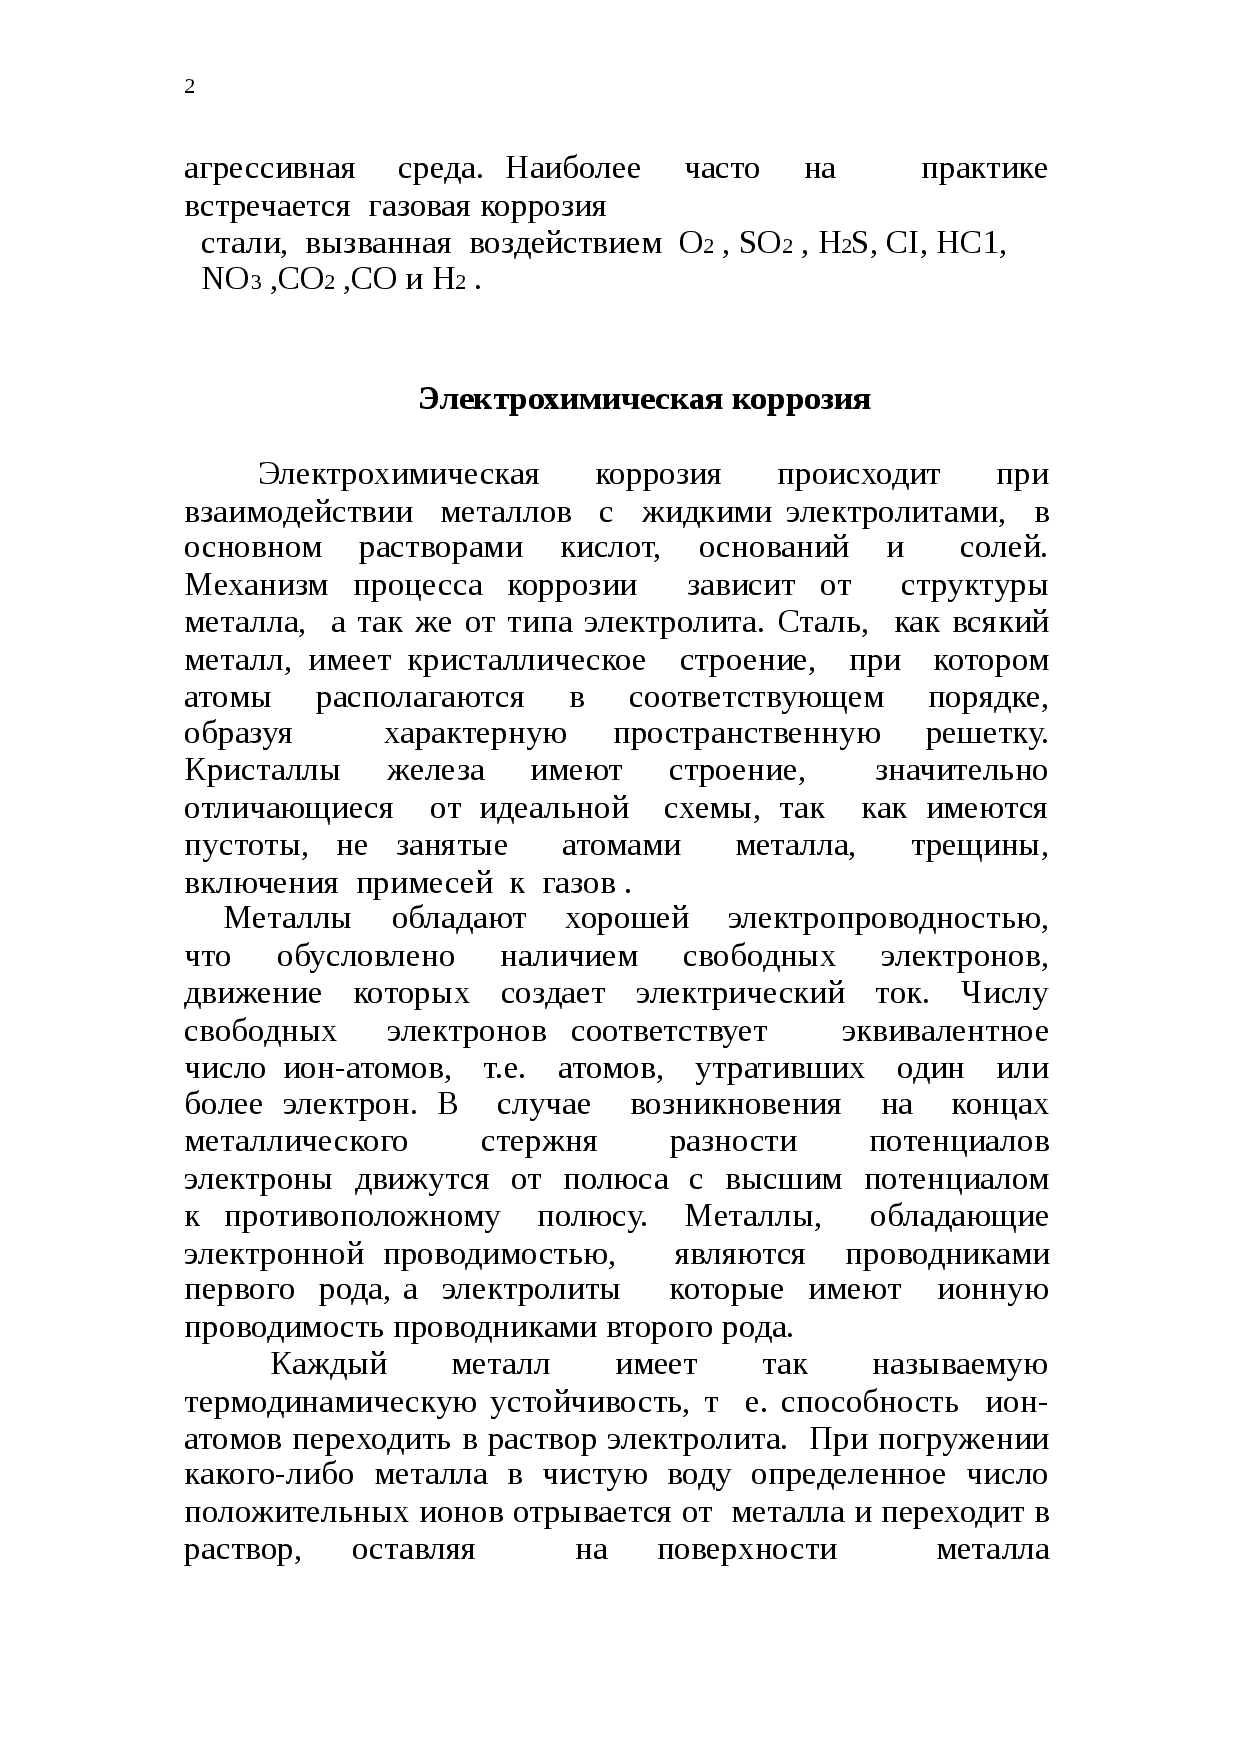 2
агрессивная среда. Наиболее часто на практике
встречается газовая коррозия
стали, вызванная воздействием O2 , SO2 , H2S, CI, HC1,
NO3 ,CO2 ,CO и H2 .
Электрохимическая коррозия
Электрохимическая коррозия происходит при
взаимодействии металлов с жидкими электролитами, в
основном растворами кислот, оснований и солей.
Механизм процесса коррозии зависит от структуры
металла, а так же от типа электролита. Сталь, как всякий
металл, имеет кристаллическое строение, при котором
атомы располагаются в соответствующем порядке,
образуя характерную пространственную решетку.
Кристаллы железа имеют строение, значительно
отличающиеся от идеальной схемы, так как имеются
пустоты, не занятые атомами металла, трещины,
включения примесей к газов .
Металлы обладают хорошей электропроводностью,
что обусловлено наличием свободных электронов,
движение которых создает электрический ток. Числу
свободных электронов соответствует эквивалентное
число ион-атомов, т.е. атомов, утративших один или
более электрон. В случае возникновения на концах
металлического стержня разности потенциалов
электроны движутся от полюса с высшим потенциалом
к противоположному полюсу. Металлы, обладающие
электронной проводимостью, являются проводниками
первого рода, а электролиты которые имеют ионную
проводимость проводниками второго рода.
Каждый металл имеет так называемую
термодинамическую устойчивость, т е. способность ион-
атомов переходить в раствор электролита. При погружении
какого-либо металла в чистую воду определенное число
положительных ионов отрывается от металла и переходит в
раствор, оставляя на поверхности металла